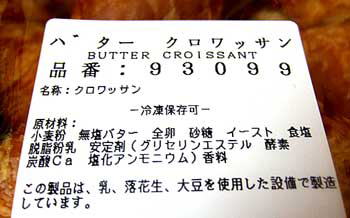 バター クロワッサン
BUTTER CROISSANT
品番：93099
名称：クロワッサン
－冷凍保存可－
原材料：
小麦粉 無塩バター 全卵 砂糖 イースト 食塩
脱脂粉乳 安定剤（グリセリンエステル 酵素
炭酸Ca 塩化アンモニウム）香料
この製品は、乳、落花生、大豆を使用した設備で製造
しています。